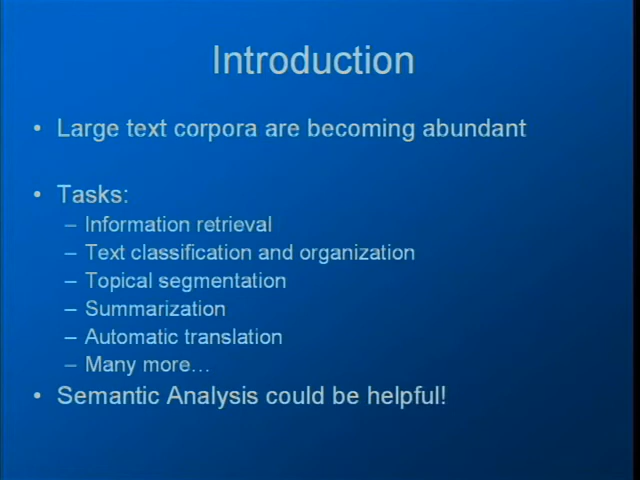 Introduction
• Large text corpora are becoming abundant
• Tasks:
– Information retrieval
– Text classification and organization
– Topical segmentation
– Summarization
– Automatic translation
– Many more…
• Semantic Analysis could be helpful!